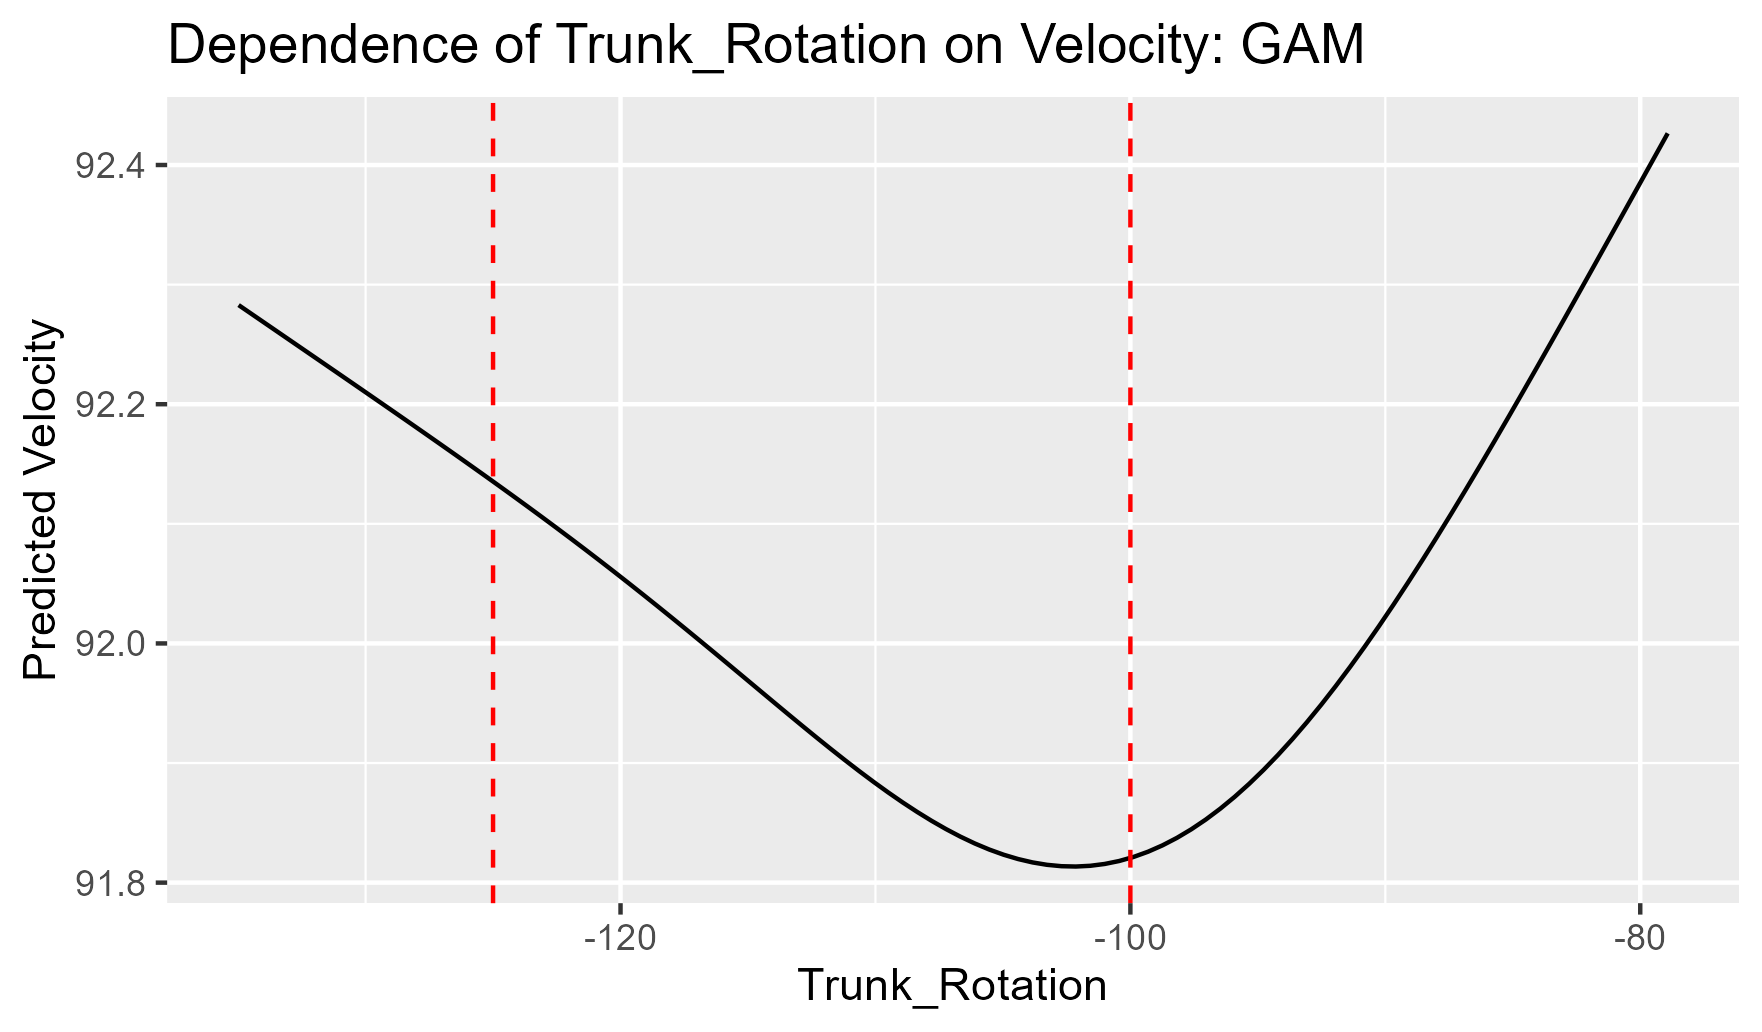 Dependence of Trunk_Rotation on Velocity: GAM
Predicted Velocity
92.4
92.2
92.0
91.8
-120
-100
-80
Trunk_Rotation